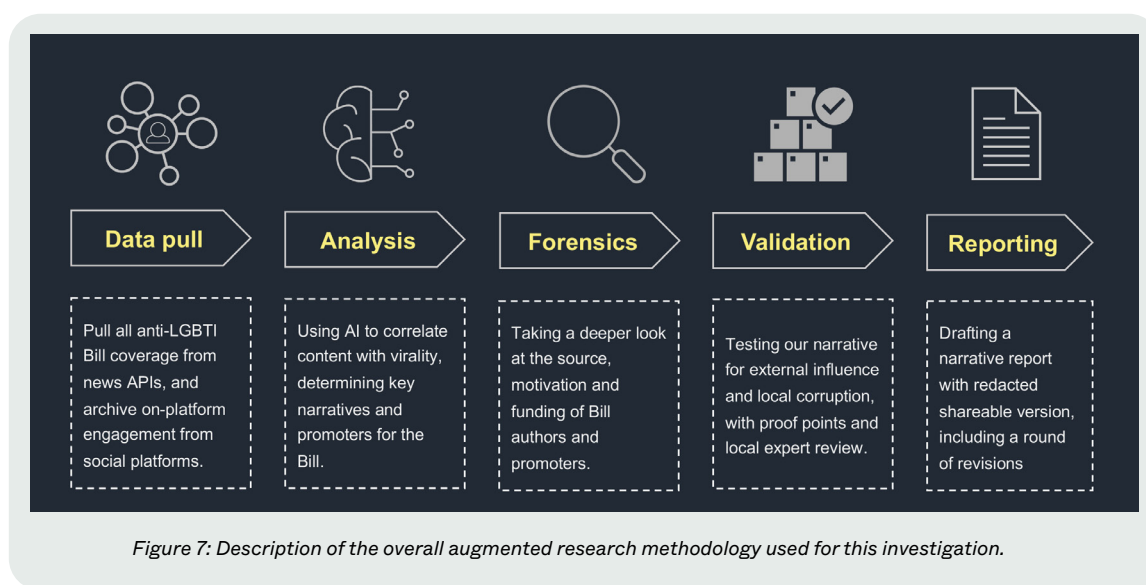 Data pull
Analysis
Forensics
Validation
Reporting
Pull all anti-LGBTI
Bill coverage from
news APIs, and
archive on-platform
engagement from
social platforms.
Using AI to correlate
content with virality,
determining key
narratives and
promoters for the
Bill.
Taking a deeper look
at the source,
motivation and
funding of Bill
authors and
promoters.
Testing our narrative
for external influence
and local corruption,
with proof points and
local expert review.
Drafting a
narrative report
with redacted
shareable version,
including a round
of revisions
Figure 7: Description of the overall augmented research methodology used for this investigation.